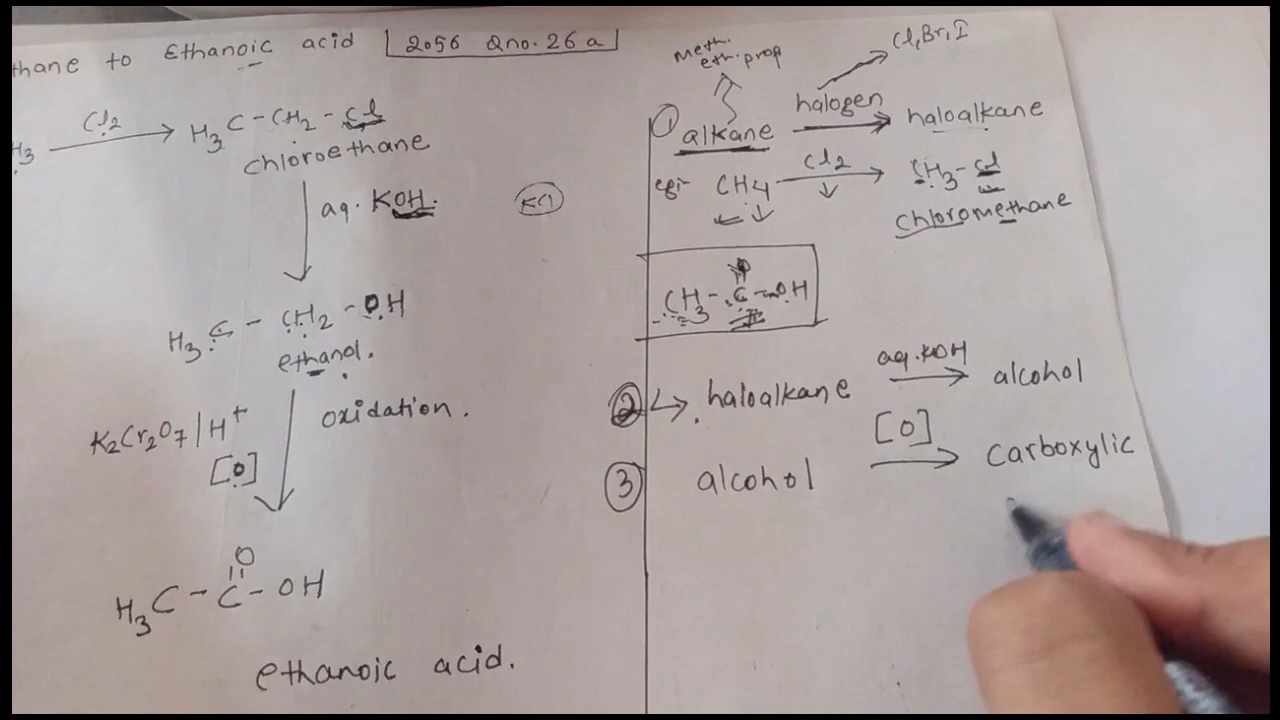 thane to Ethanoic acid 2056 Qno. 26 a
H3 Cl2 H3C-CH2-Cl
chloroethane
aq. KOH.
KCl
H3C - CH2 - OH
ethanol.
K2Cr2O7/H+
[O]
oxidation.
O
H3C - C - OH
ethanoic acid.
meth.
eth. prop
Cl, Br, I
① alkane halogen haloalkane
eg:- CH4 Cl2 CH3-Cl
chloromethane
O
CH3-C-OH
② haloalkane aq. KOH alcohol
③ alcohol [O] carboxylic